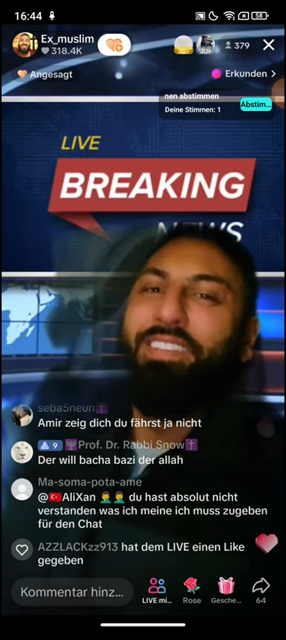 16:44
58
Ex_muslim
318.4K
379
Angesagt
Erkunden >
nen abstimmen
Deine Stimmen: 1
Abstim...
LIVE
BREAKING
NEWS
seba5neun
Amir zeig dich du fährst ja nicht
9 Prof. Dr. Rabbi Snow
Der will bacha bazi der allah
Ma-soma-pota-ame
@🇹🇷AliXan 🤦‍♂️🤦‍♂️ du hast absolut nicht
verstanden was ich meine ich muss zugeben
für den Chat
AZZLACKzz913 hat dem LIVE einen Like
gegeben
Kommentar hinz...
LIVE mi...
Rose
Gesche...
64